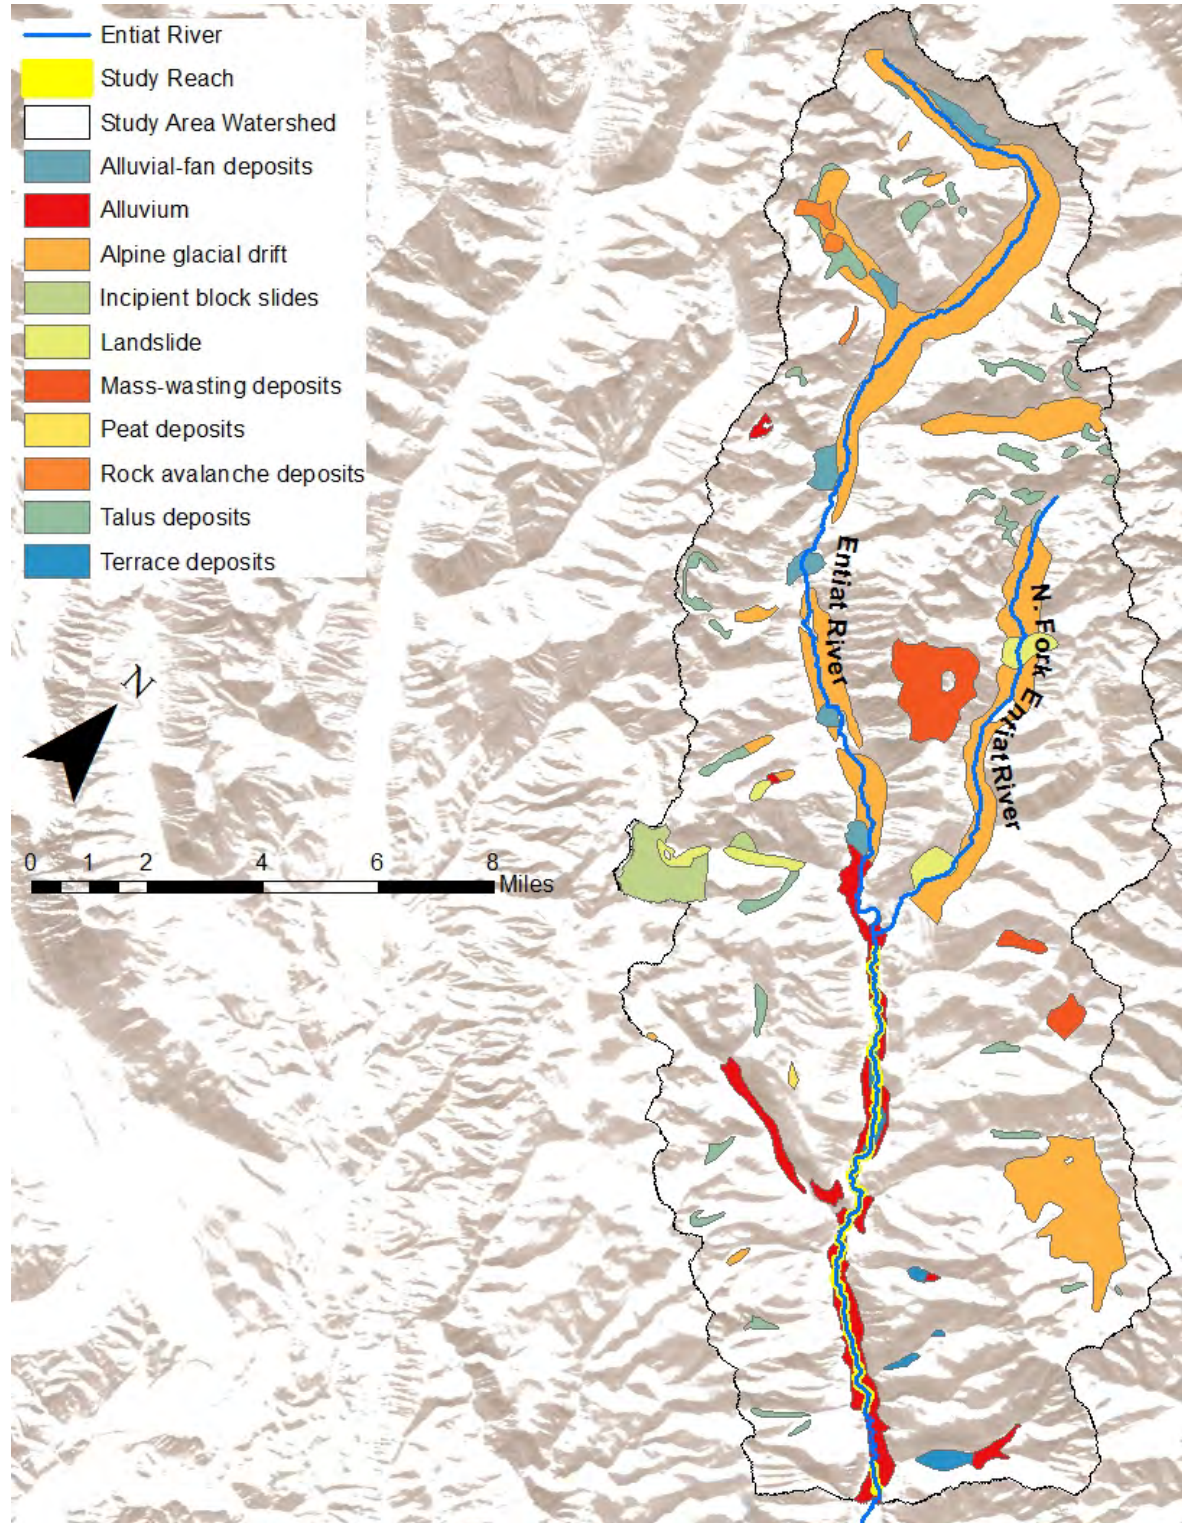 Entiat River
Study Reach
Study Area Watershed
Alluvial-fan deposits
Alluvium
Alpine glacial drift
Incipient block slides
Landslide
Mass-wasting deposits
Peat deposits
Rock avalanche deposits
Talus deposits
Terrace deposits
Entiat River
N. Fork Entiat River
N
0 1 2 4 6 8
Miles